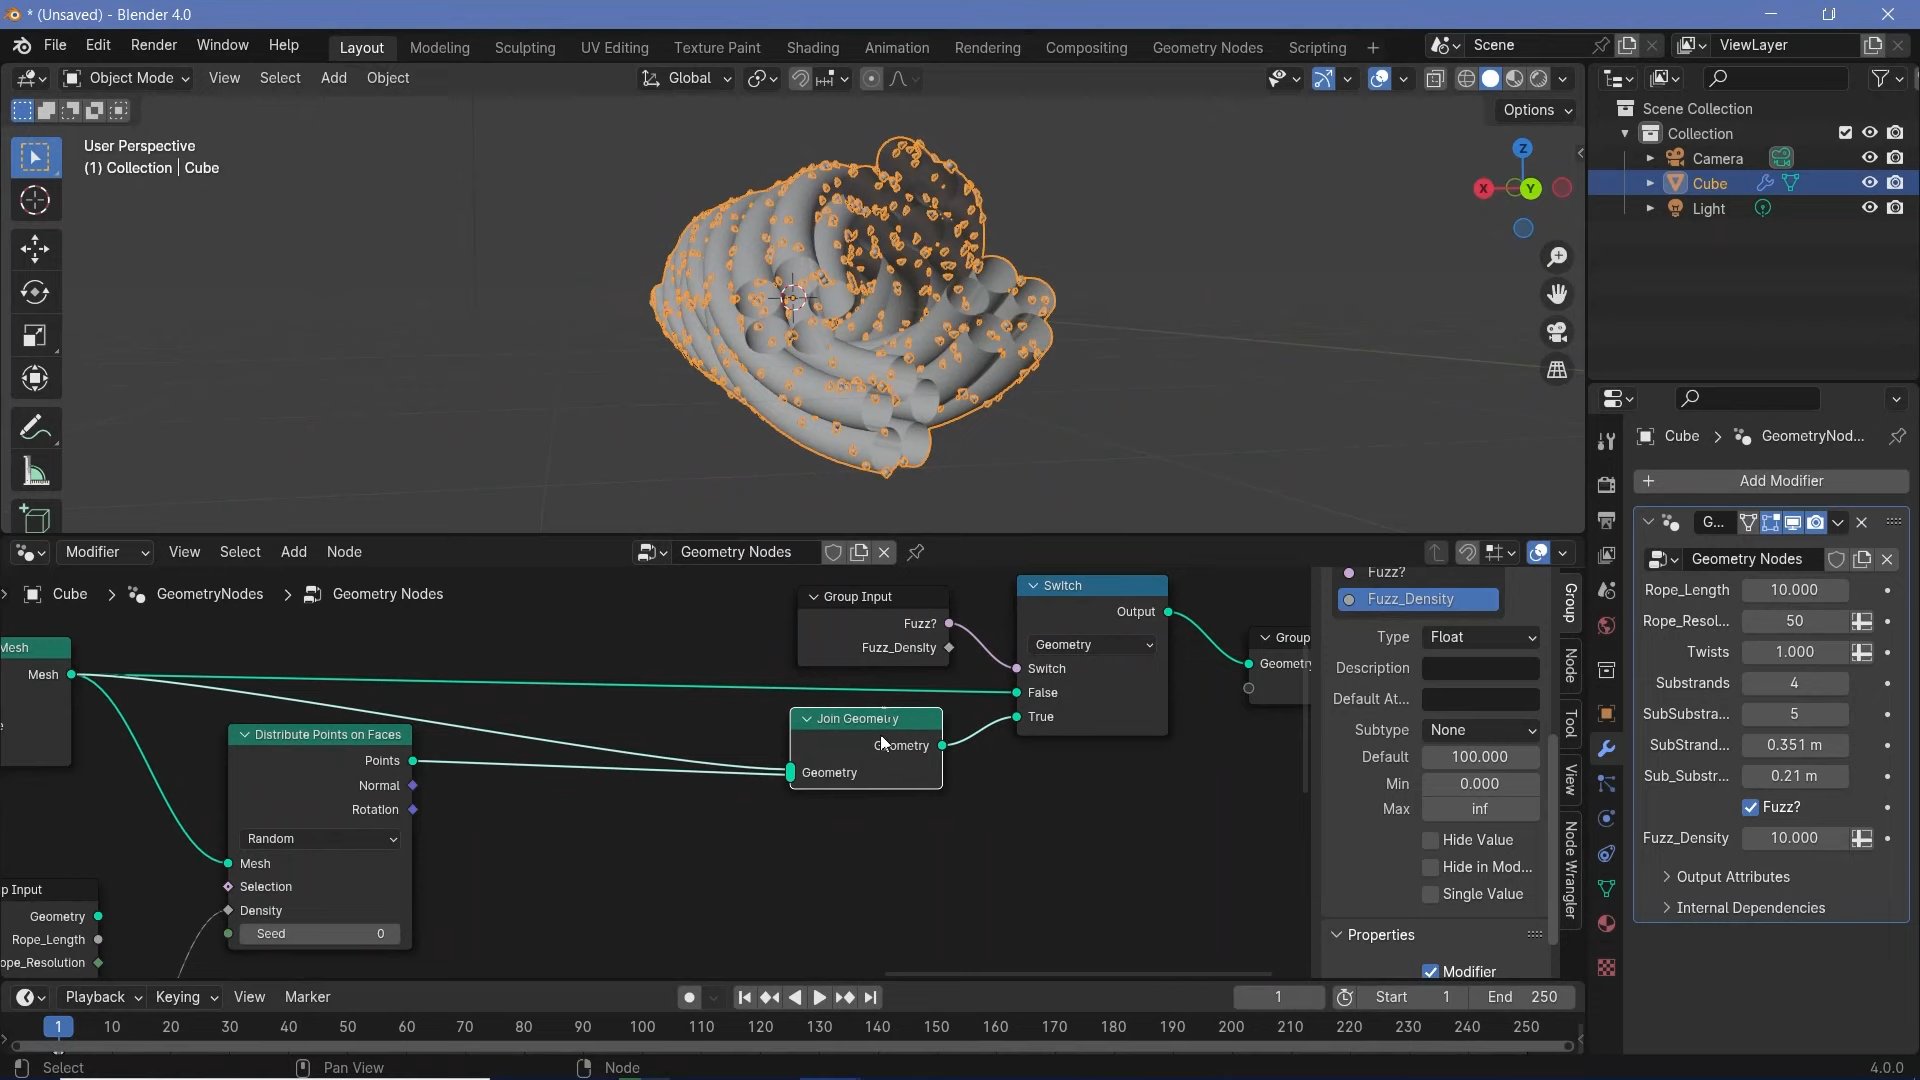 * (Unsaved) - Blender 4.0
File Edit Render Window Help
Layout Modeling Sculpting UV Editing Texture Paint Shading Animation Rendering Compositing Geometry Nodes Scripting
Scene
ViewLayer
Object Mode View Select Add Object
Global
Options
User Perspective
(1) Collection | Cube
Z
X
Y
Scene Collection
Collection
Camera
Cube
Light
Cube > GeometryNod...
Add Modifier
G...
Geometry Nodes
Rope_Length 10.000
Rope_Resol... 50
Twists 1.000
Substrands 4
SubSubstra... 5
SubStrand... 0.351 m
Sub_Substr... 0.21 m
Fuzz?
Fuzz_Density 10.000
Output Attributes
Internal Dependencies
Modifier View Select Add Node
Geometry Nodes
Cube > GeometryNodes > Geometry Nodes
Mesh
Mesh
Distribute Points on Faces
Points
Normal
Rotation
Random
Mesh
Selection
Density
Seed 0
p Input
Geometry
Rope_Length
ope_Resolution
Group Input
Fuzz?
Fuzz_Density
Join Geometry
Geometry
Geometry
Switch
Output
Geometry
Switch
False
True
Group
Geometry
Fuzz?
Fuzz_Density
Type Float
Description
Default At...
Subtype None
Default 100.000
Min 0.000
Max inf
Hide Value
Hide in Mod...
Single Value
Properties
Modifier
Group
Node
Tool
View
Node Wrangler
Playback Keying View Marker
1
Start 1
End 250
1 10 20 30 40 50 60 70 80 90 100 110 120 130 140 150 160 170 180 190 200 210 220 230 240 250
Select
Pan View
Node
4.0.0